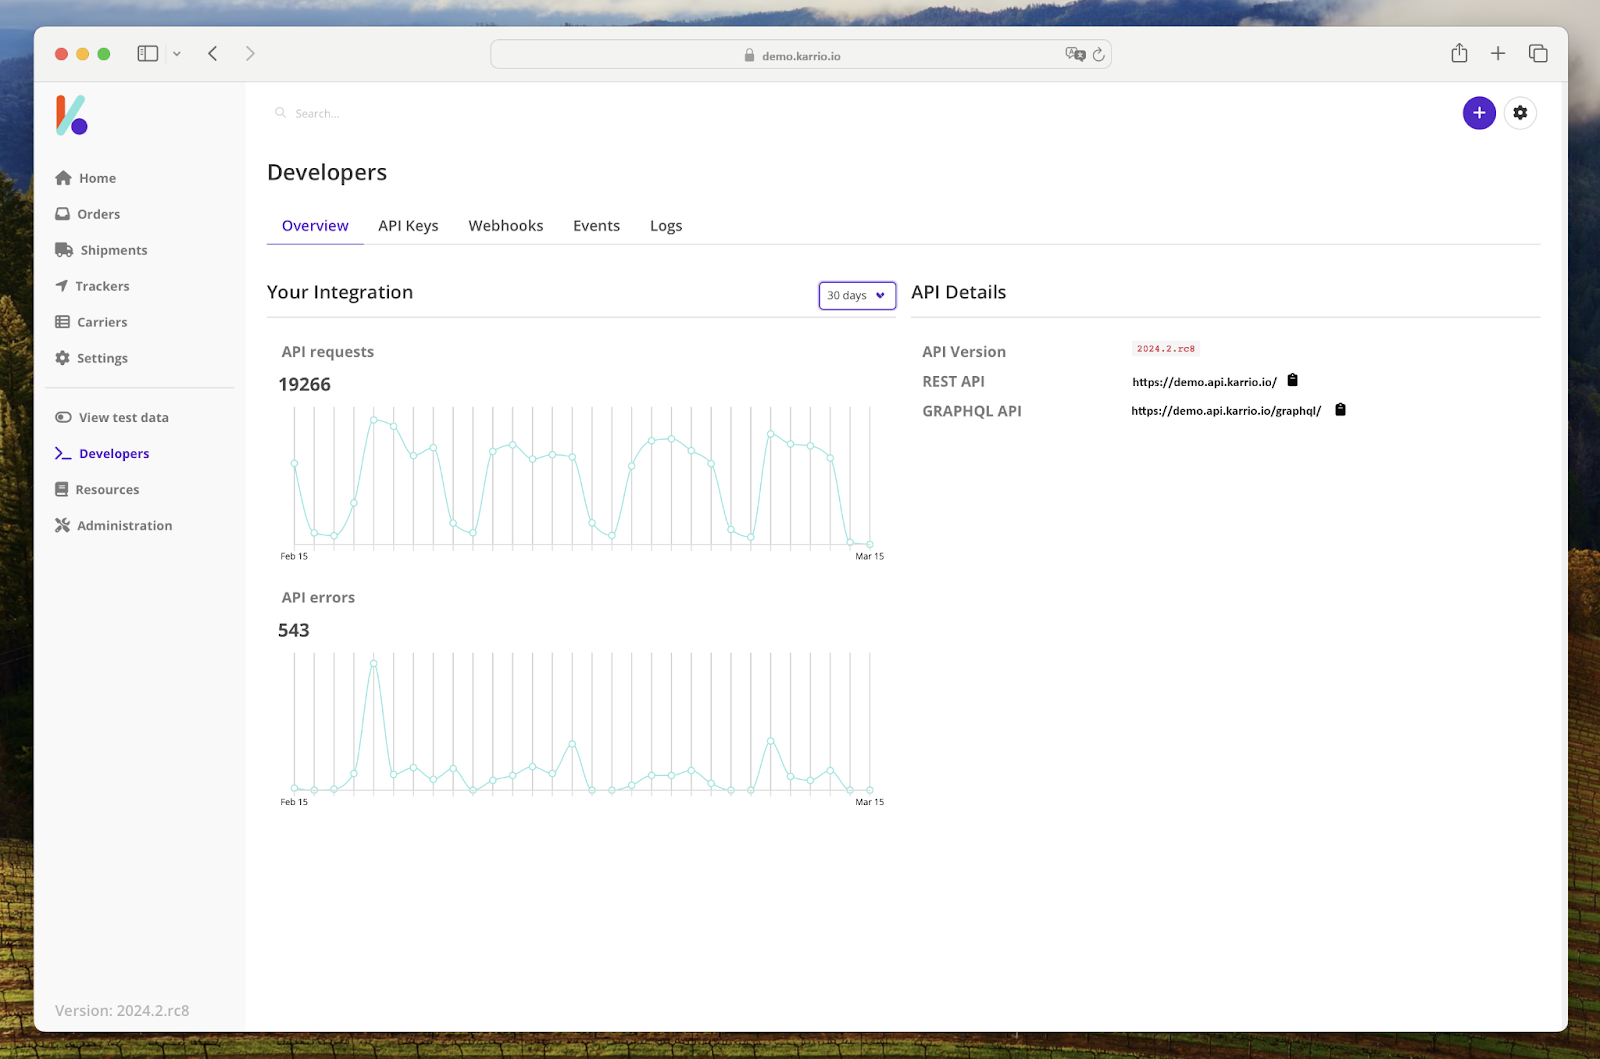 demo.karrio.io
Search...
Developers
Home
Orders
Shipments
Trackers
Carriers
Settings
View test data
Developers
Resources
Administration
Version: 2024.2.rc8
Overview API Keys Webhooks Events Logs
Your Integration 30 days
API requests
19266
Feb 15 Mar 15
API errors
543
Feb 15 Mar 15
API Details
API Version 2024.2.rc8
REST API https://demo.api.karrio.io/
GRAPHQL API https://demo.api.karrio.io/graphql/